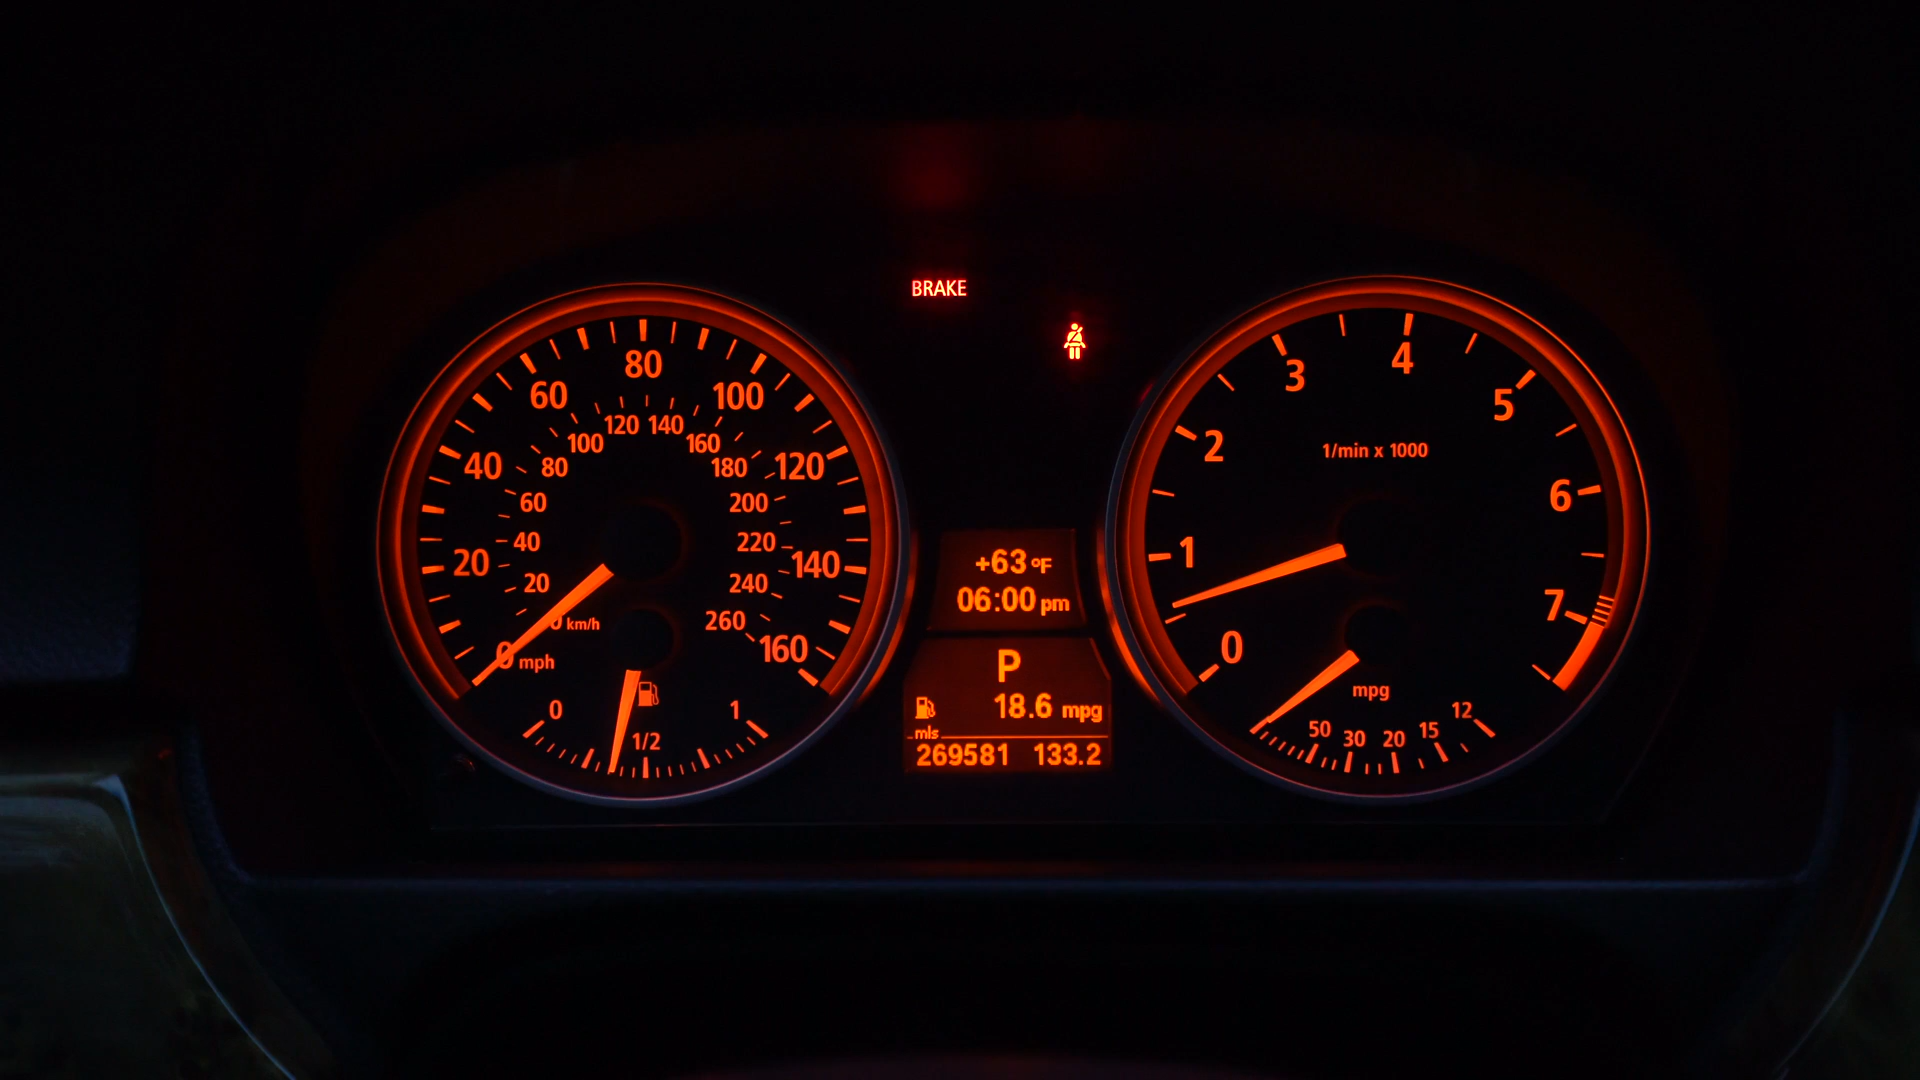 BRAKE
80
60
100
40
120
20
140
0 mph
160
120 140
100
160
80
180
60
200
40
220
20
240
0 km/h
260
0
1/2
1
+63°F
06:00 pm
P
18.6 mpg
mls
269581 133.2
4
3
5
2
6
1
7
0
1/min x 1000
mpg
50 30 20 15 12